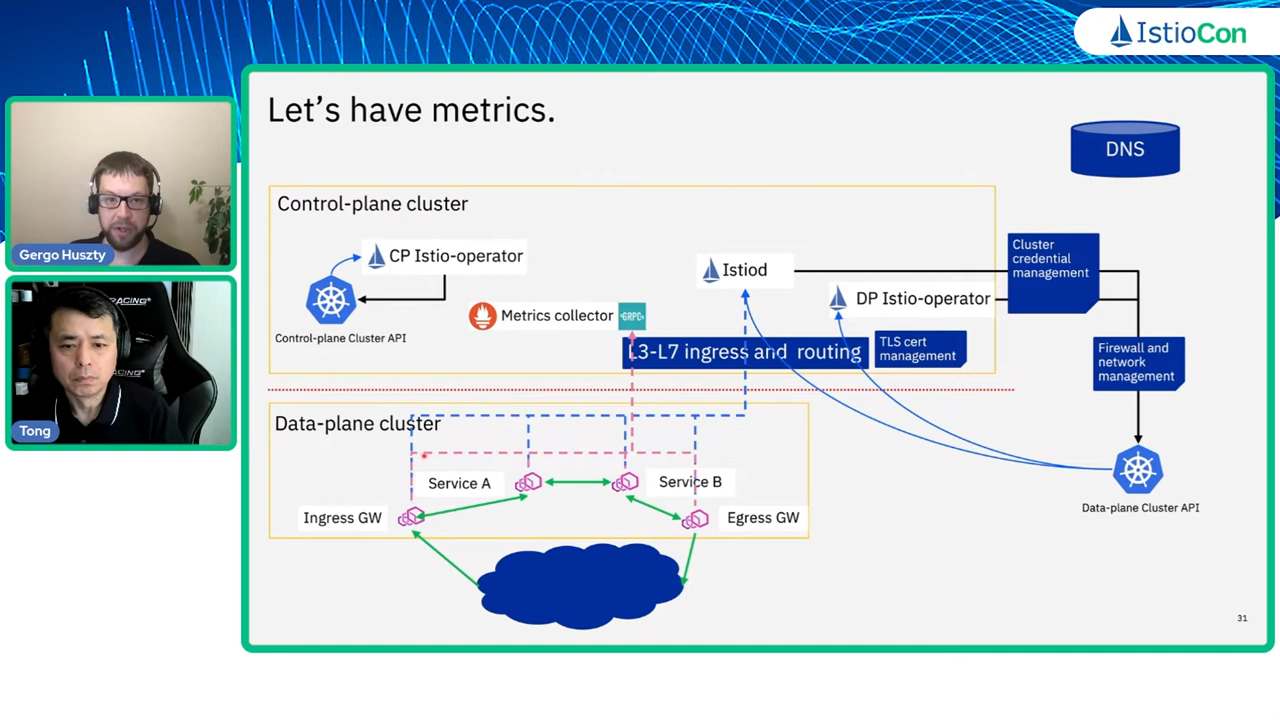 IstioCon
Let's have metrics.
DNS
Control-plane cluster
CP Istio-operator
Control-plane Cluster API
Metrics collector
GRPC
Istiod
DP Istio-operator
Cluster
credential
management
L3-L7 ingress and routing
TLS cert
management
Firewall and
network
management
Data-plane cluster
Service A
Service B
Ingress GW
Egress GW
Data-plane Cluster API
31
Gergo Huszty
RACING
RACING
Tong